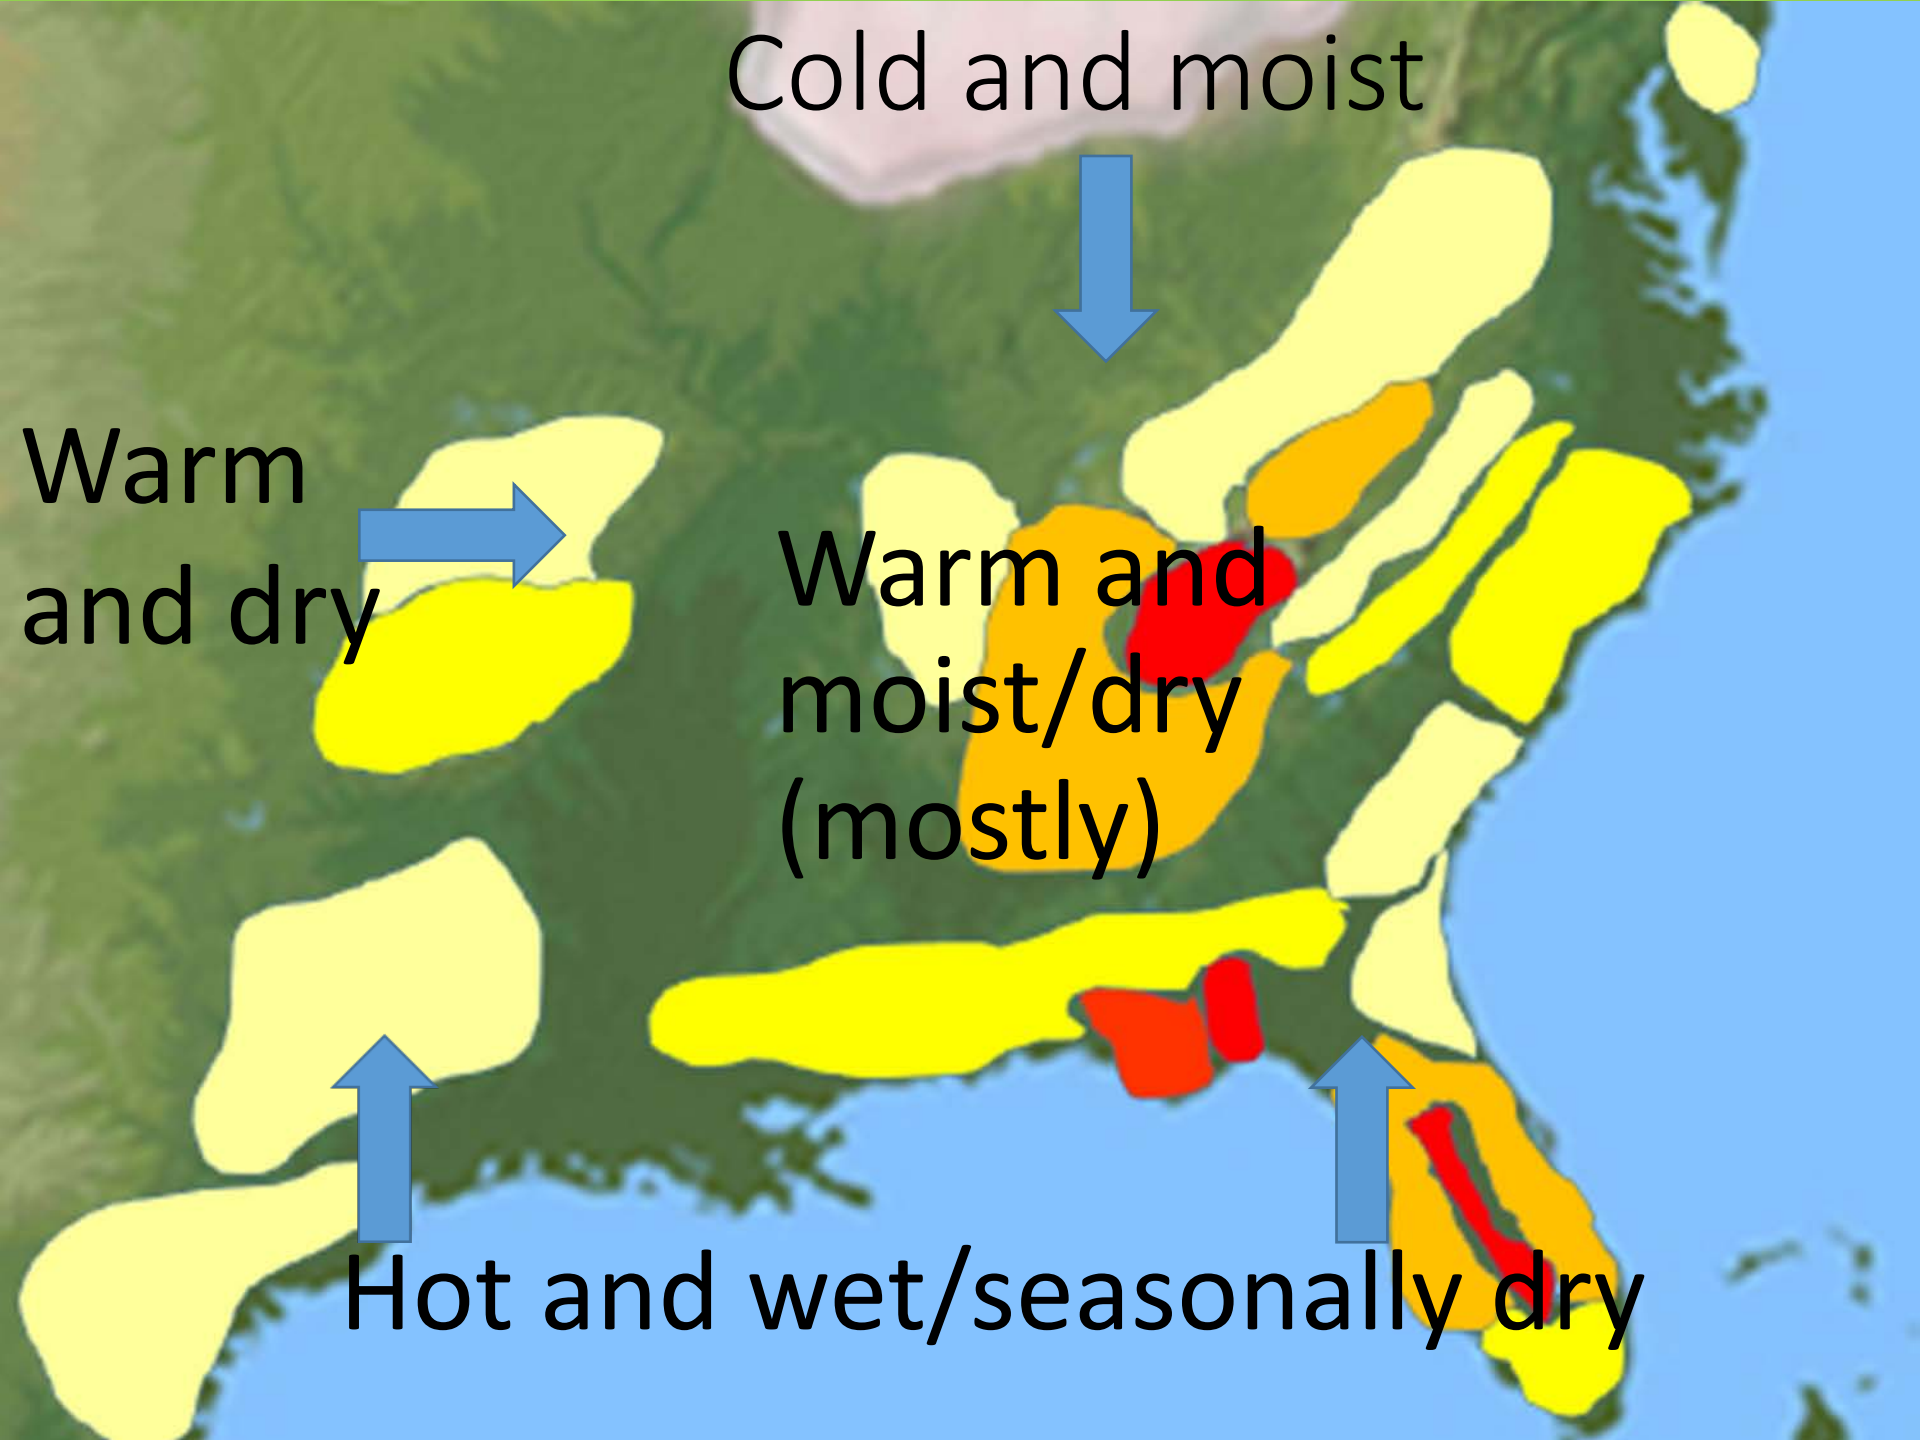 Cold and moist
Warm
and dry
Warm and
moist/dry
(mostly)
Hot and wet/seasonally dry